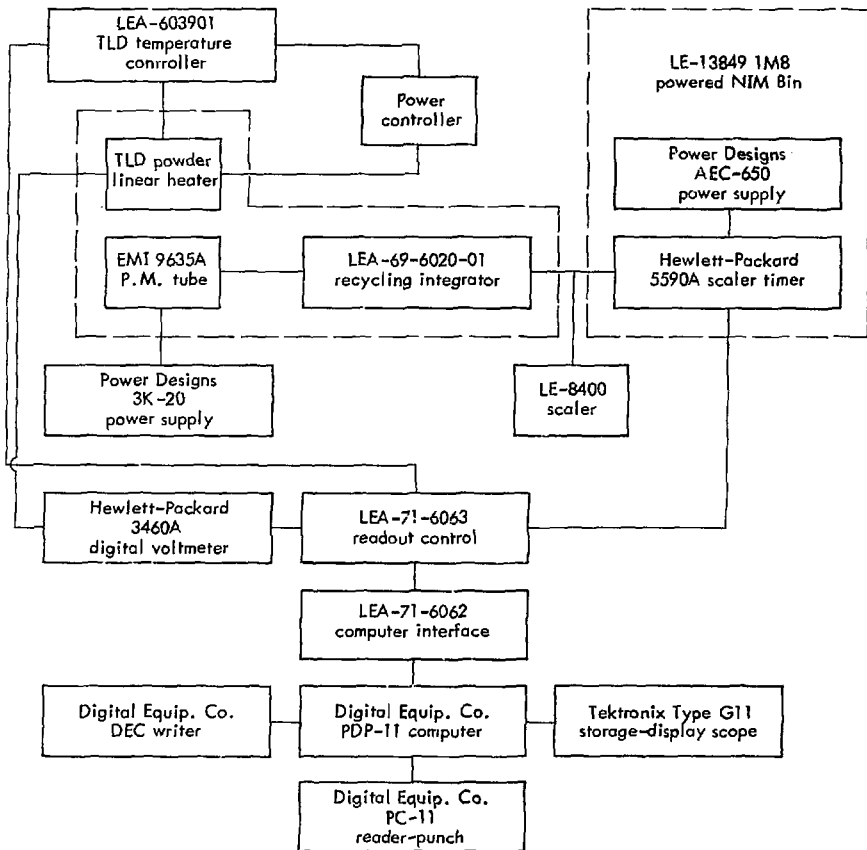 LEA-603901
TLD temperature
controller
LE-13849 1M8
powered NIM Bin
Power
controller
TLD powder
linear heater
Power Designs
AEC-650
power supply
EMI 9635A
P.M. tube
LEA-69-6020-01
recycling integrator
Hewlett-Packard
5590A scaler timer
Power Designs
3K-20
power supply
LE-8400
scaler
Hewlett-Packard
3460A
digital voltmeter
LEA-71-6063
readout control
LEA-71-6062
computer interface
Digital Equip. Co.
DEC writer
Digital Equip. Co.
PDP-11 computer
Tektronix Type G11
storage-display scope
Digital Equip. Co.
PC-11
reader-punch